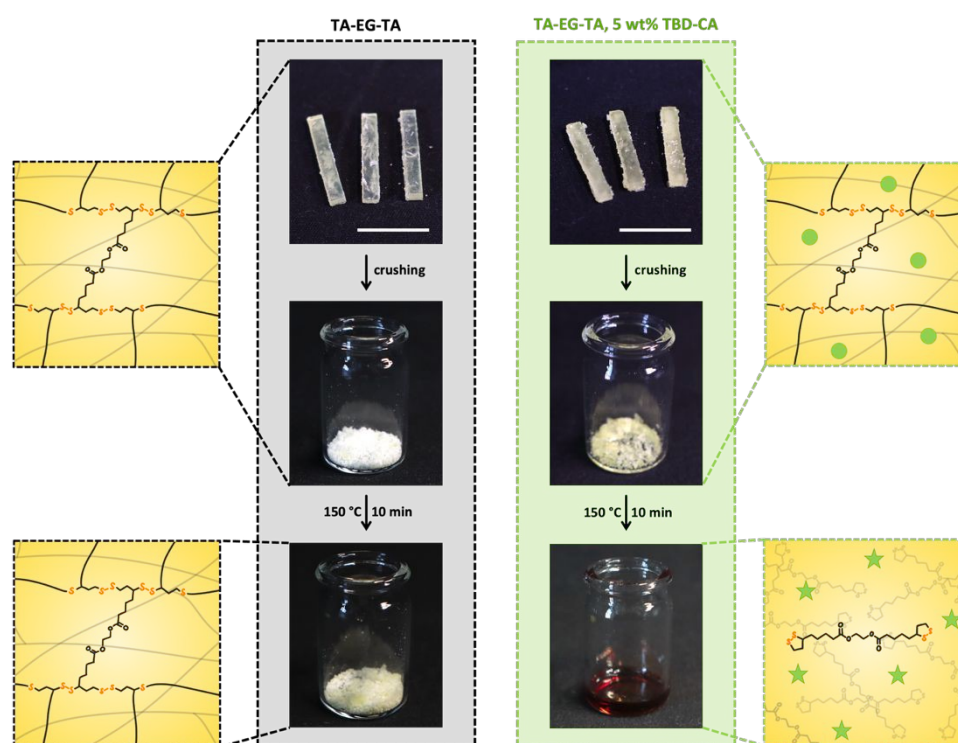 TA-EG-TA
TA-EG-TA, 5 wt% TBD-CA
crushing
crushing
150 °C 10 min
150 °C 10 min